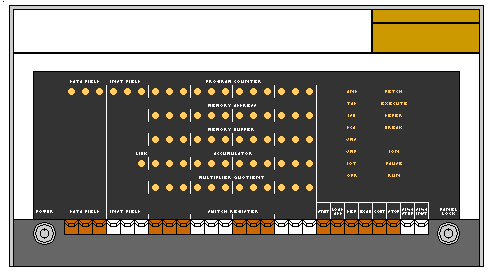 DATA FIELD INST FIELD PROGRAM COUNTER
AND FETCH
MEMORY ADDRESS
TAD EXECUTE
ISZ DEFER
MEMORY BUFFER
DCA BREAK
JMS
LINK ACCUMULATOR
JMP ION
IOT PAUSE
MULTIPLIER QUOTIENT
OPR RUN
POWER DATA FIELD INST FIELD SWITCH REGISTER
START LOAD ADD DEP EXAM CONT STOP SING STEP SING INST
PANEL LOCK